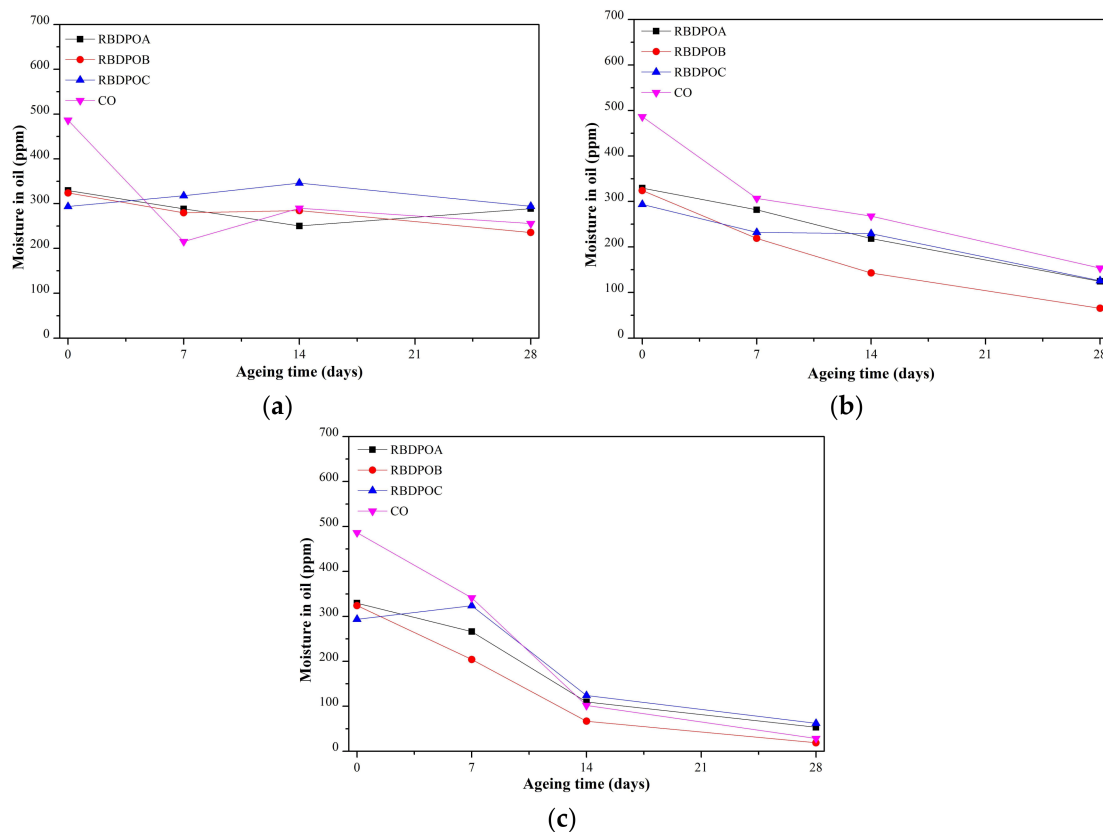 700
600
500
400
300
200
100
0
Moisture in oil (ppm)
RBDPOA
RBDPOB
RBDPOC
CO
0 7 14 21 28
Ageing time (days)
(a)
700
600
500
400
300
200
100
0
Moisture in oil (ppm)
RBDPOA
RBDPOB
RBDPOC
CO
0 7 14 21 28
Ageing time (days)
(b)
700
600
500
400
300
200
100
0
Moisture in oil (ppm)
RBDPOA
RBDPOB
RBDPOC
CO
0 7 14 21 28
Ageing time (days)
(c)